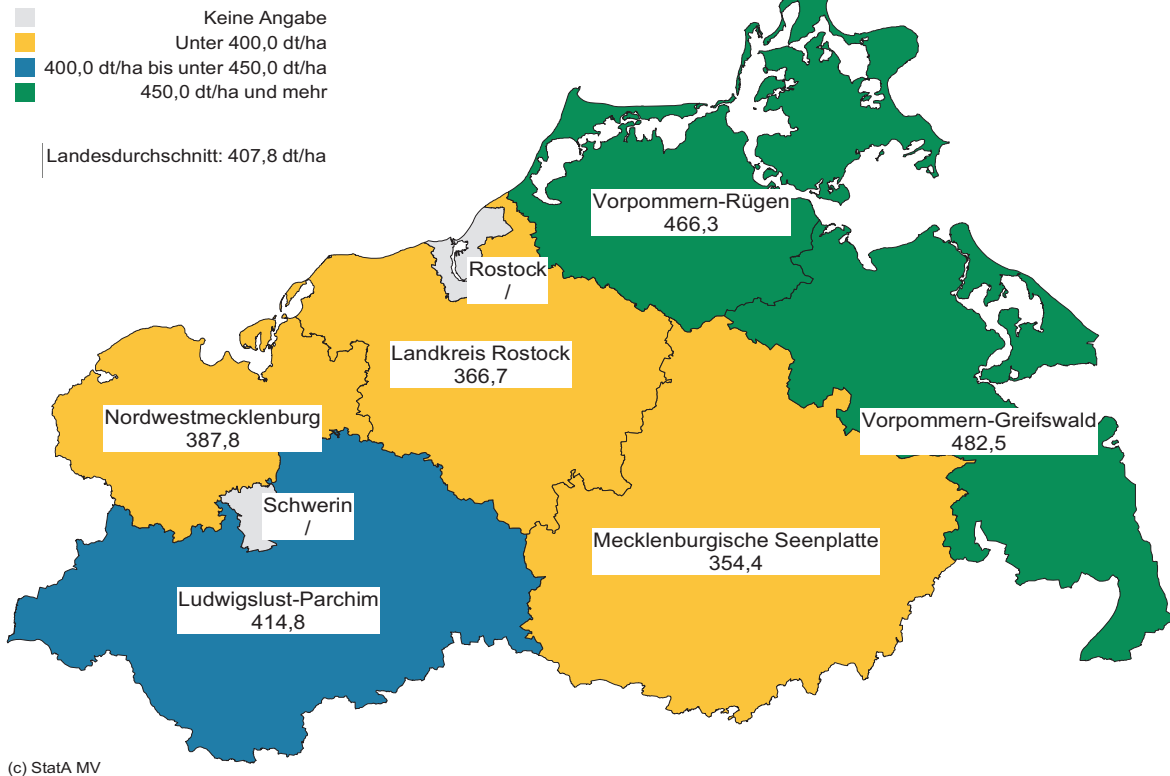 Keine Angabe
Unter 400,0 dt/ha
400,0 dt/ha bis unter 450,0 dt/ha
450,0 dt/ha und mehr
Landesdurchschnitt: 407,8 dt/ha
Vorpommern-Rügen
466,3
Rostock
/
Landkreis Rostock
366,7
Nordwestmecklenburg
387,8
Vorpommern-Greifswald
482,5
Schwerin
/
Mecklenburgische Seenplatte
354,4
Ludwigslust-Parchim
414,8
(c) StatA MV